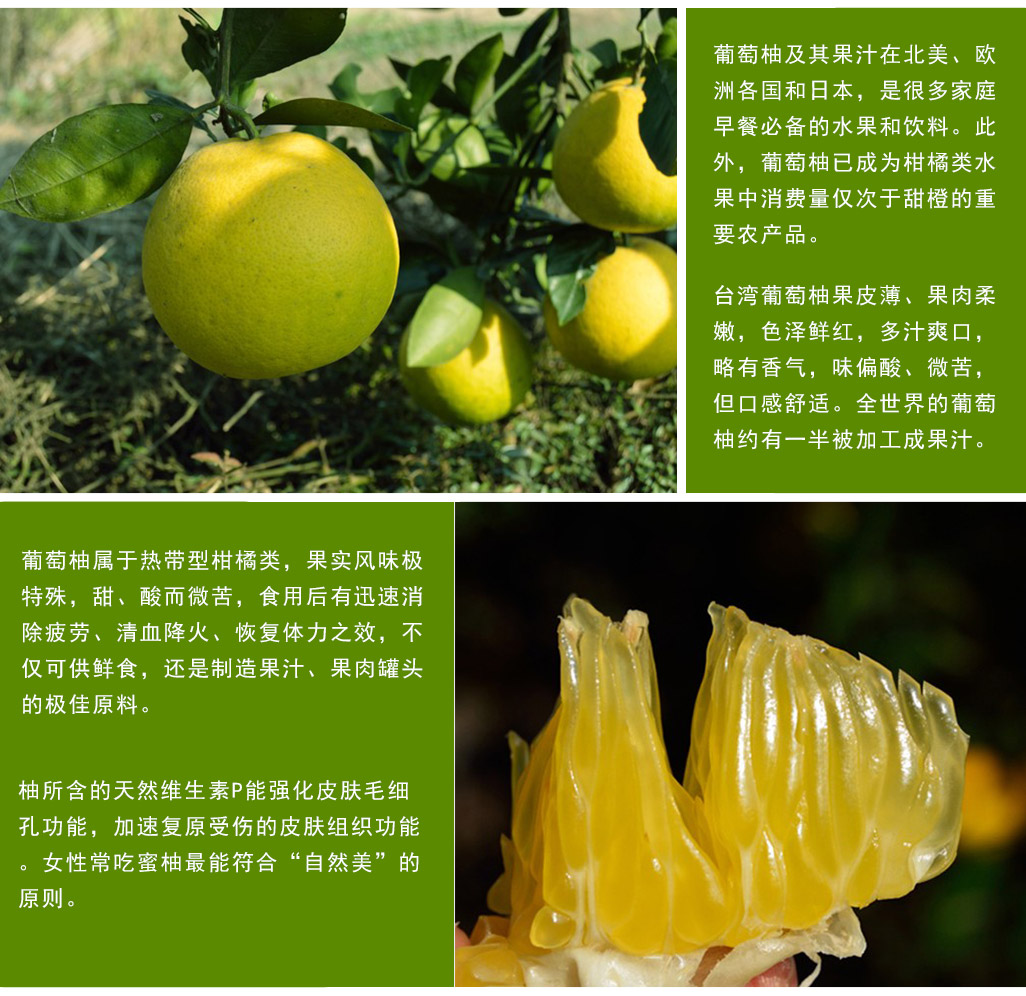 葡萄柚及其果汁在北美、欧
洲各国和日本，是很多家庭
早餐必备的水果和饮料。此
外，葡萄柚已成为柑橘类水
果中消费量仅次于甜橙的重
要农产品。
台湾葡萄柚果皮薄、果肉柔
嫩，色泽鲜红，多汁爽口，
略有香气，味偏酸、微苦，
但口感舒适。全世界的葡萄
柚约有一半被加工成果汁。
葡萄柚属于热带型柑橘类，果实风味极
特殊，甜、酸而微苦，食用后有迅速消
除疲劳、清血降火、恢复体力之效，不
仅可供鲜食，还是制造果汁、果肉罐头
的极佳原料。
柚所含的天然维生素P能强化皮肤毛细
孔功能，加速复原受伤的皮肤组织功能
。女性常吃蜜柚最能符合“自然美”的
原则。